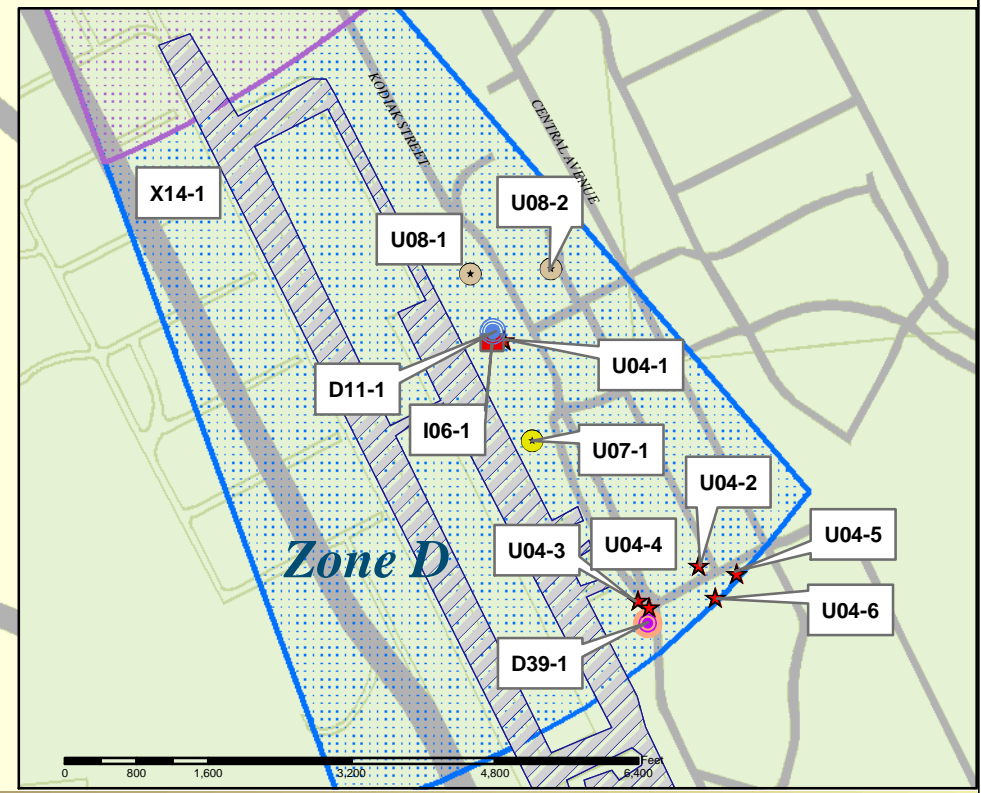 KODIAK STREET
CENTRAL AVENUE
X14-1
U08-2
U08-1
D11-1
U04-1
I06-1
U07-1
U04-2
U04-3
U04-4
U04-5
Zone D
U04-6
D39-1
Feet
0 800 1,600 3,200 4,800 6,400